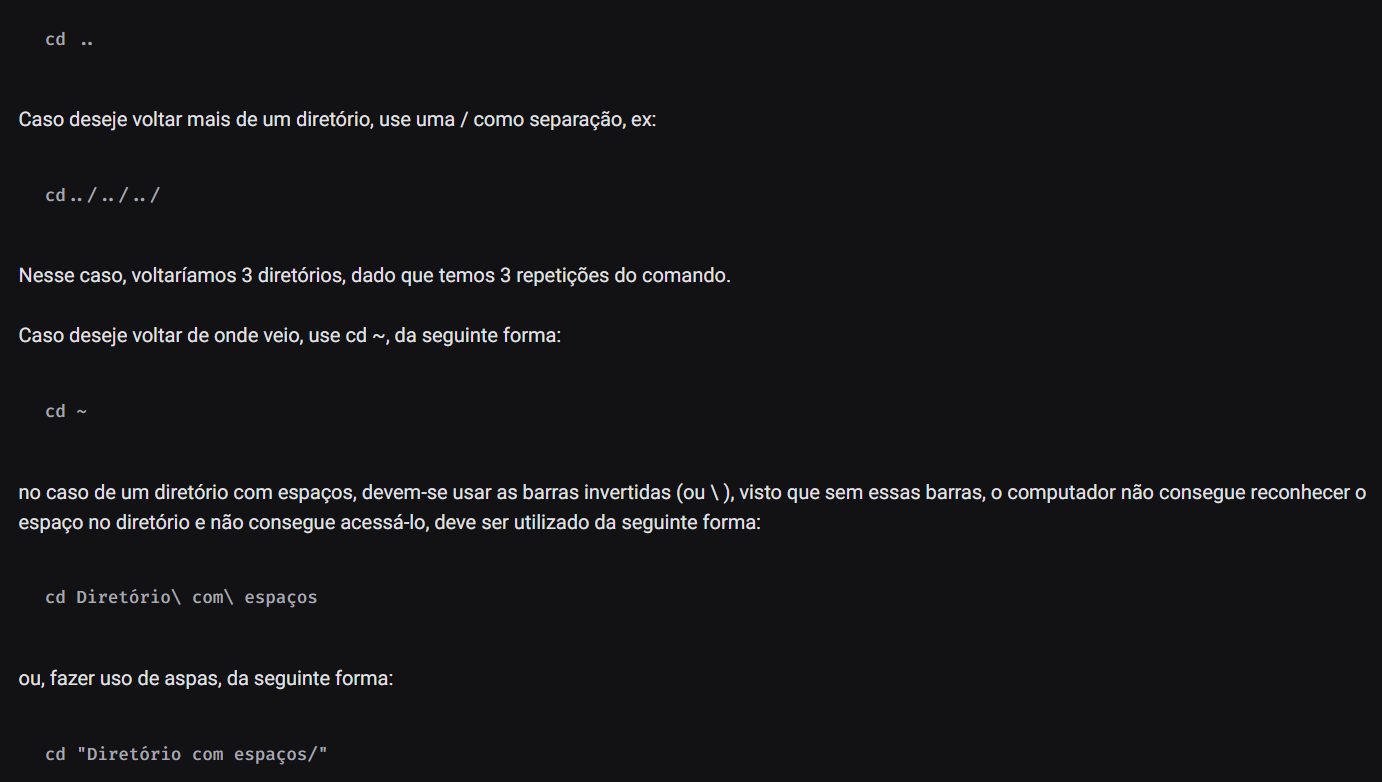 cd ..
Caso deseje voltar mais de um diretório, use uma / como separação, ex:
cd../../../
Nesse caso, voltaríamos 3 diretórios, dado que temos 3 repetições do comando.
Caso deseje voltar de onde veio, use cd ~, da seguinte forma:
cd ~
no caso de um diretório com espaços, devem-se usar as barras invertidas (ou \ ), visto que sem essas barras, o computador não consegue reconhecer o
espaço no diretório e não consegue acessá-lo, deve ser utilizado da seguinte forma:
cd Diretório\ com\ espaços
ou, fazer uso de aspas, da seguinte forma:
cd "Diretório com espaços/"